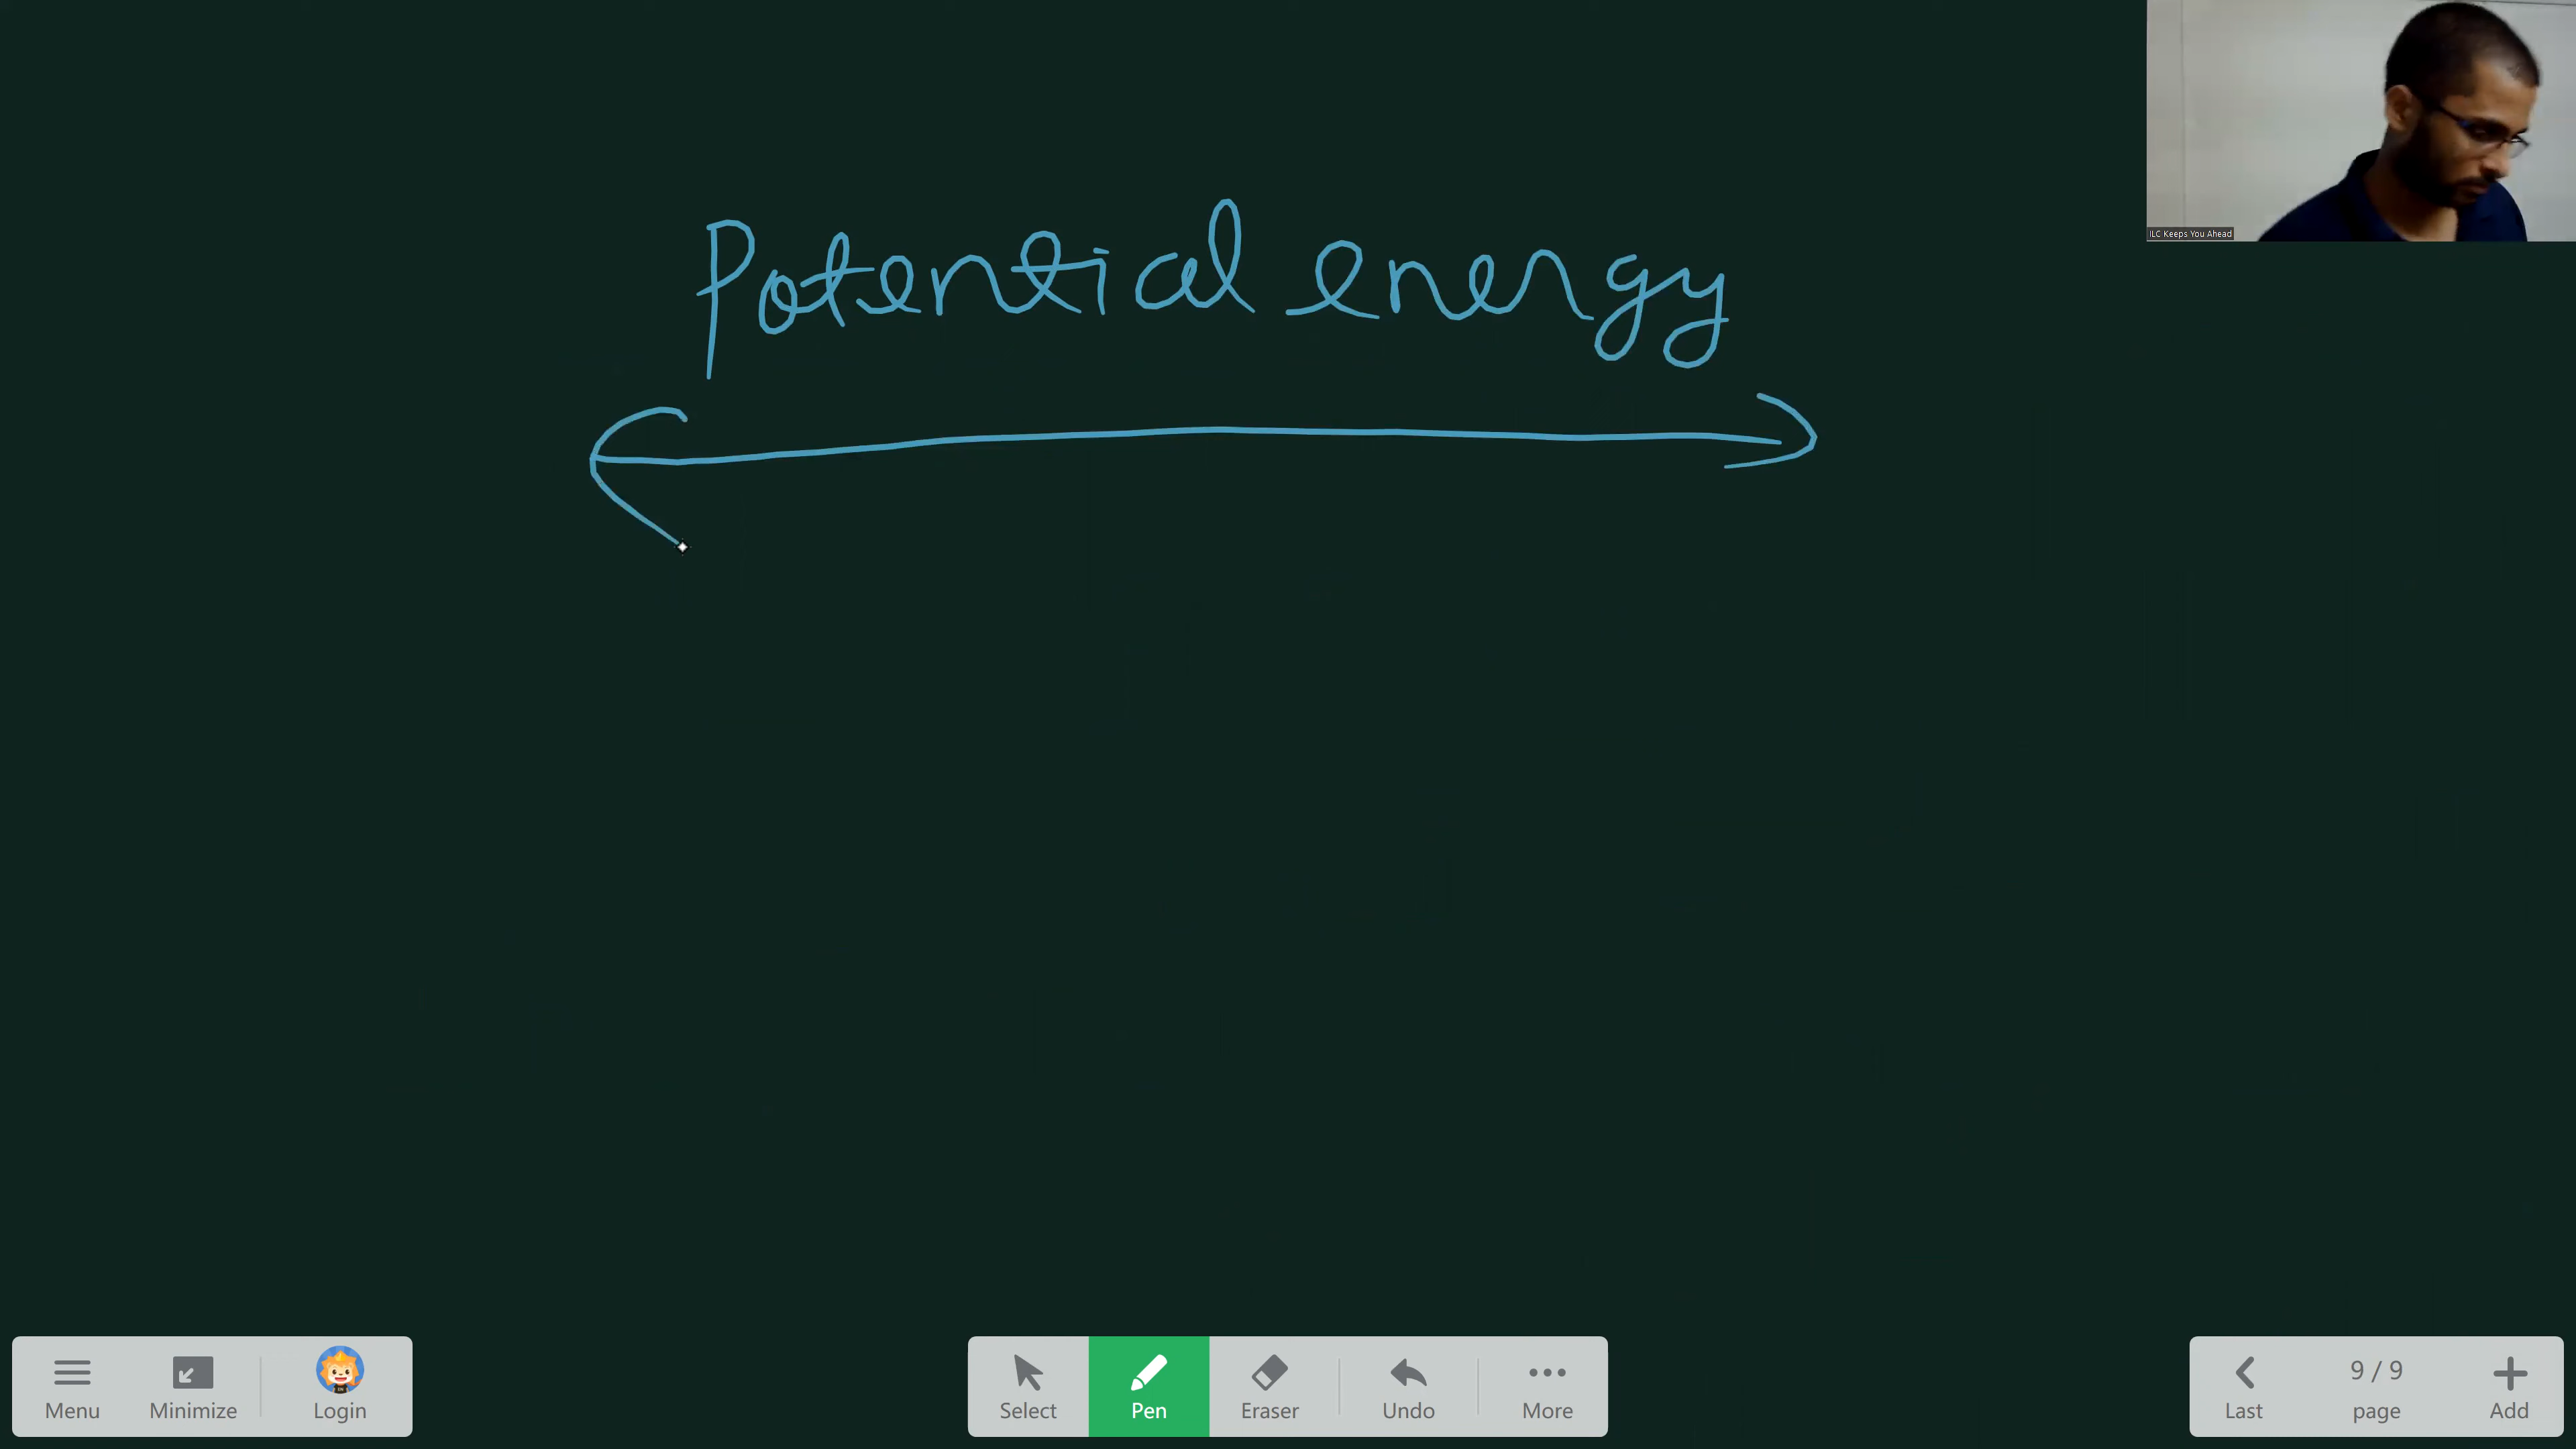 ILC Keeps You Ahead
Potential energy
Menu
Minimize
Login
Select
Pen
Eraser
Undo
More
Last
9 / 9
page
Add